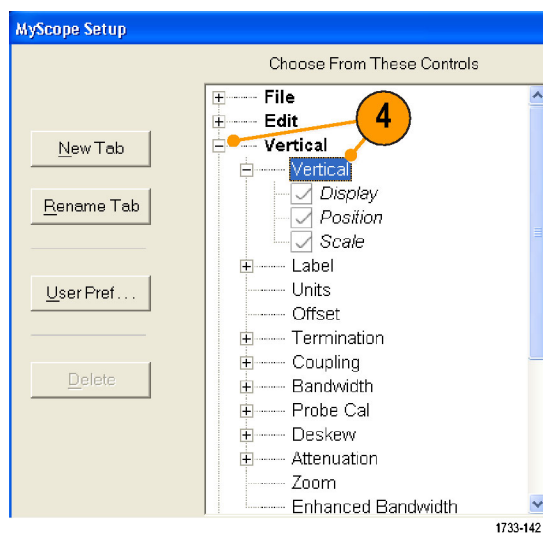 MyScope Setup
Choose From These Controls
File
Edit
4
Vertical
New Tab
Vertical
Display
Rename Tab
Position
Scale
Label
User Pref...
Units
Offset
Termination
Coupling
Delete
Bandwidth
Probe Cal
Deskew
Attenuation
Zoom
Enhanced Bandwidth
1733-142